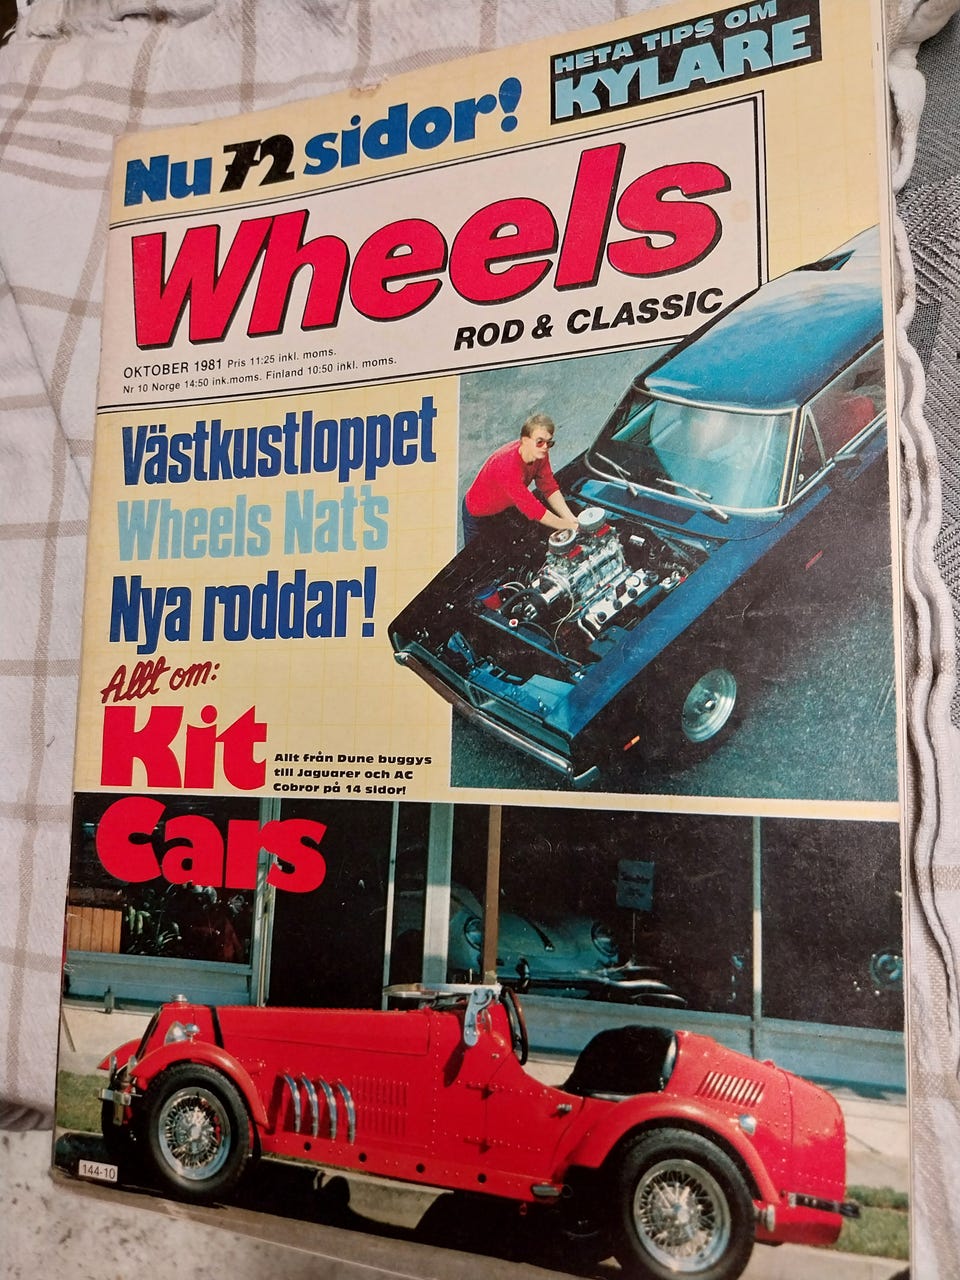 HETA TIPS OM
KYLARE
Nu 72 sidor!
Wheels
ROD & CLASSIC
OKTOBER 1981 Pris 11:25 inkl. moms.
Nr 10 Norge 14:50 ink.moms. Finland 10:50 inkl. moms.
Västkustloppet
Wheels Nat's
Nya roddar!
Allt om:
Kit
Cars
Allt från Dune buggys
till Jaguarer och AC
Cobror på 14 sidor!
144-10